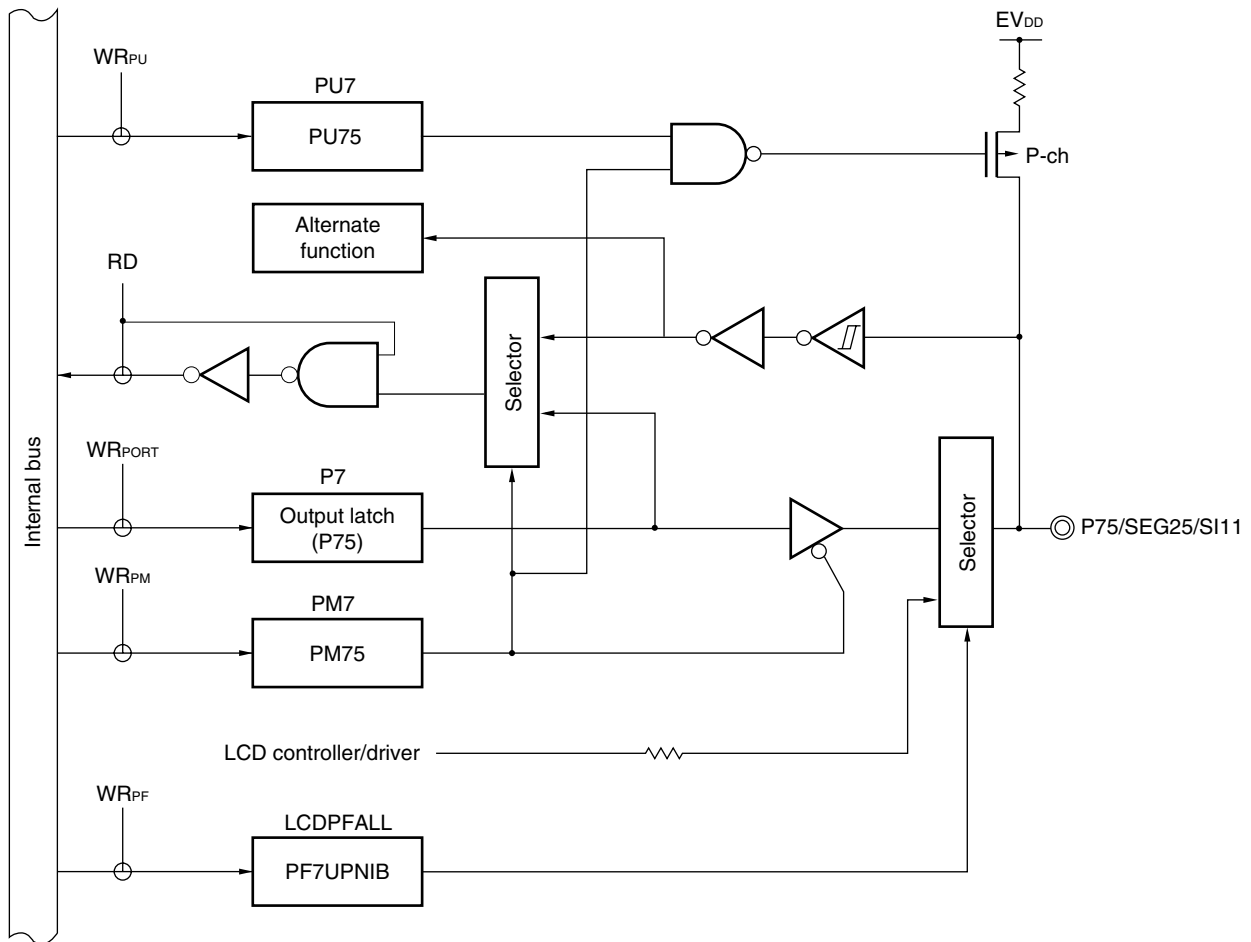 EVDD
WRPU
PU7
PU75
P-ch
Alternate
function
RD
Selector
Internal bus
WRPORT
P7
Output latch
(P75)
Selector
P75/SEG25/SI11
WRPM
PM7
PM75
LCD controller/driver
WRPF
LCDPFALL
PF7UPNIB